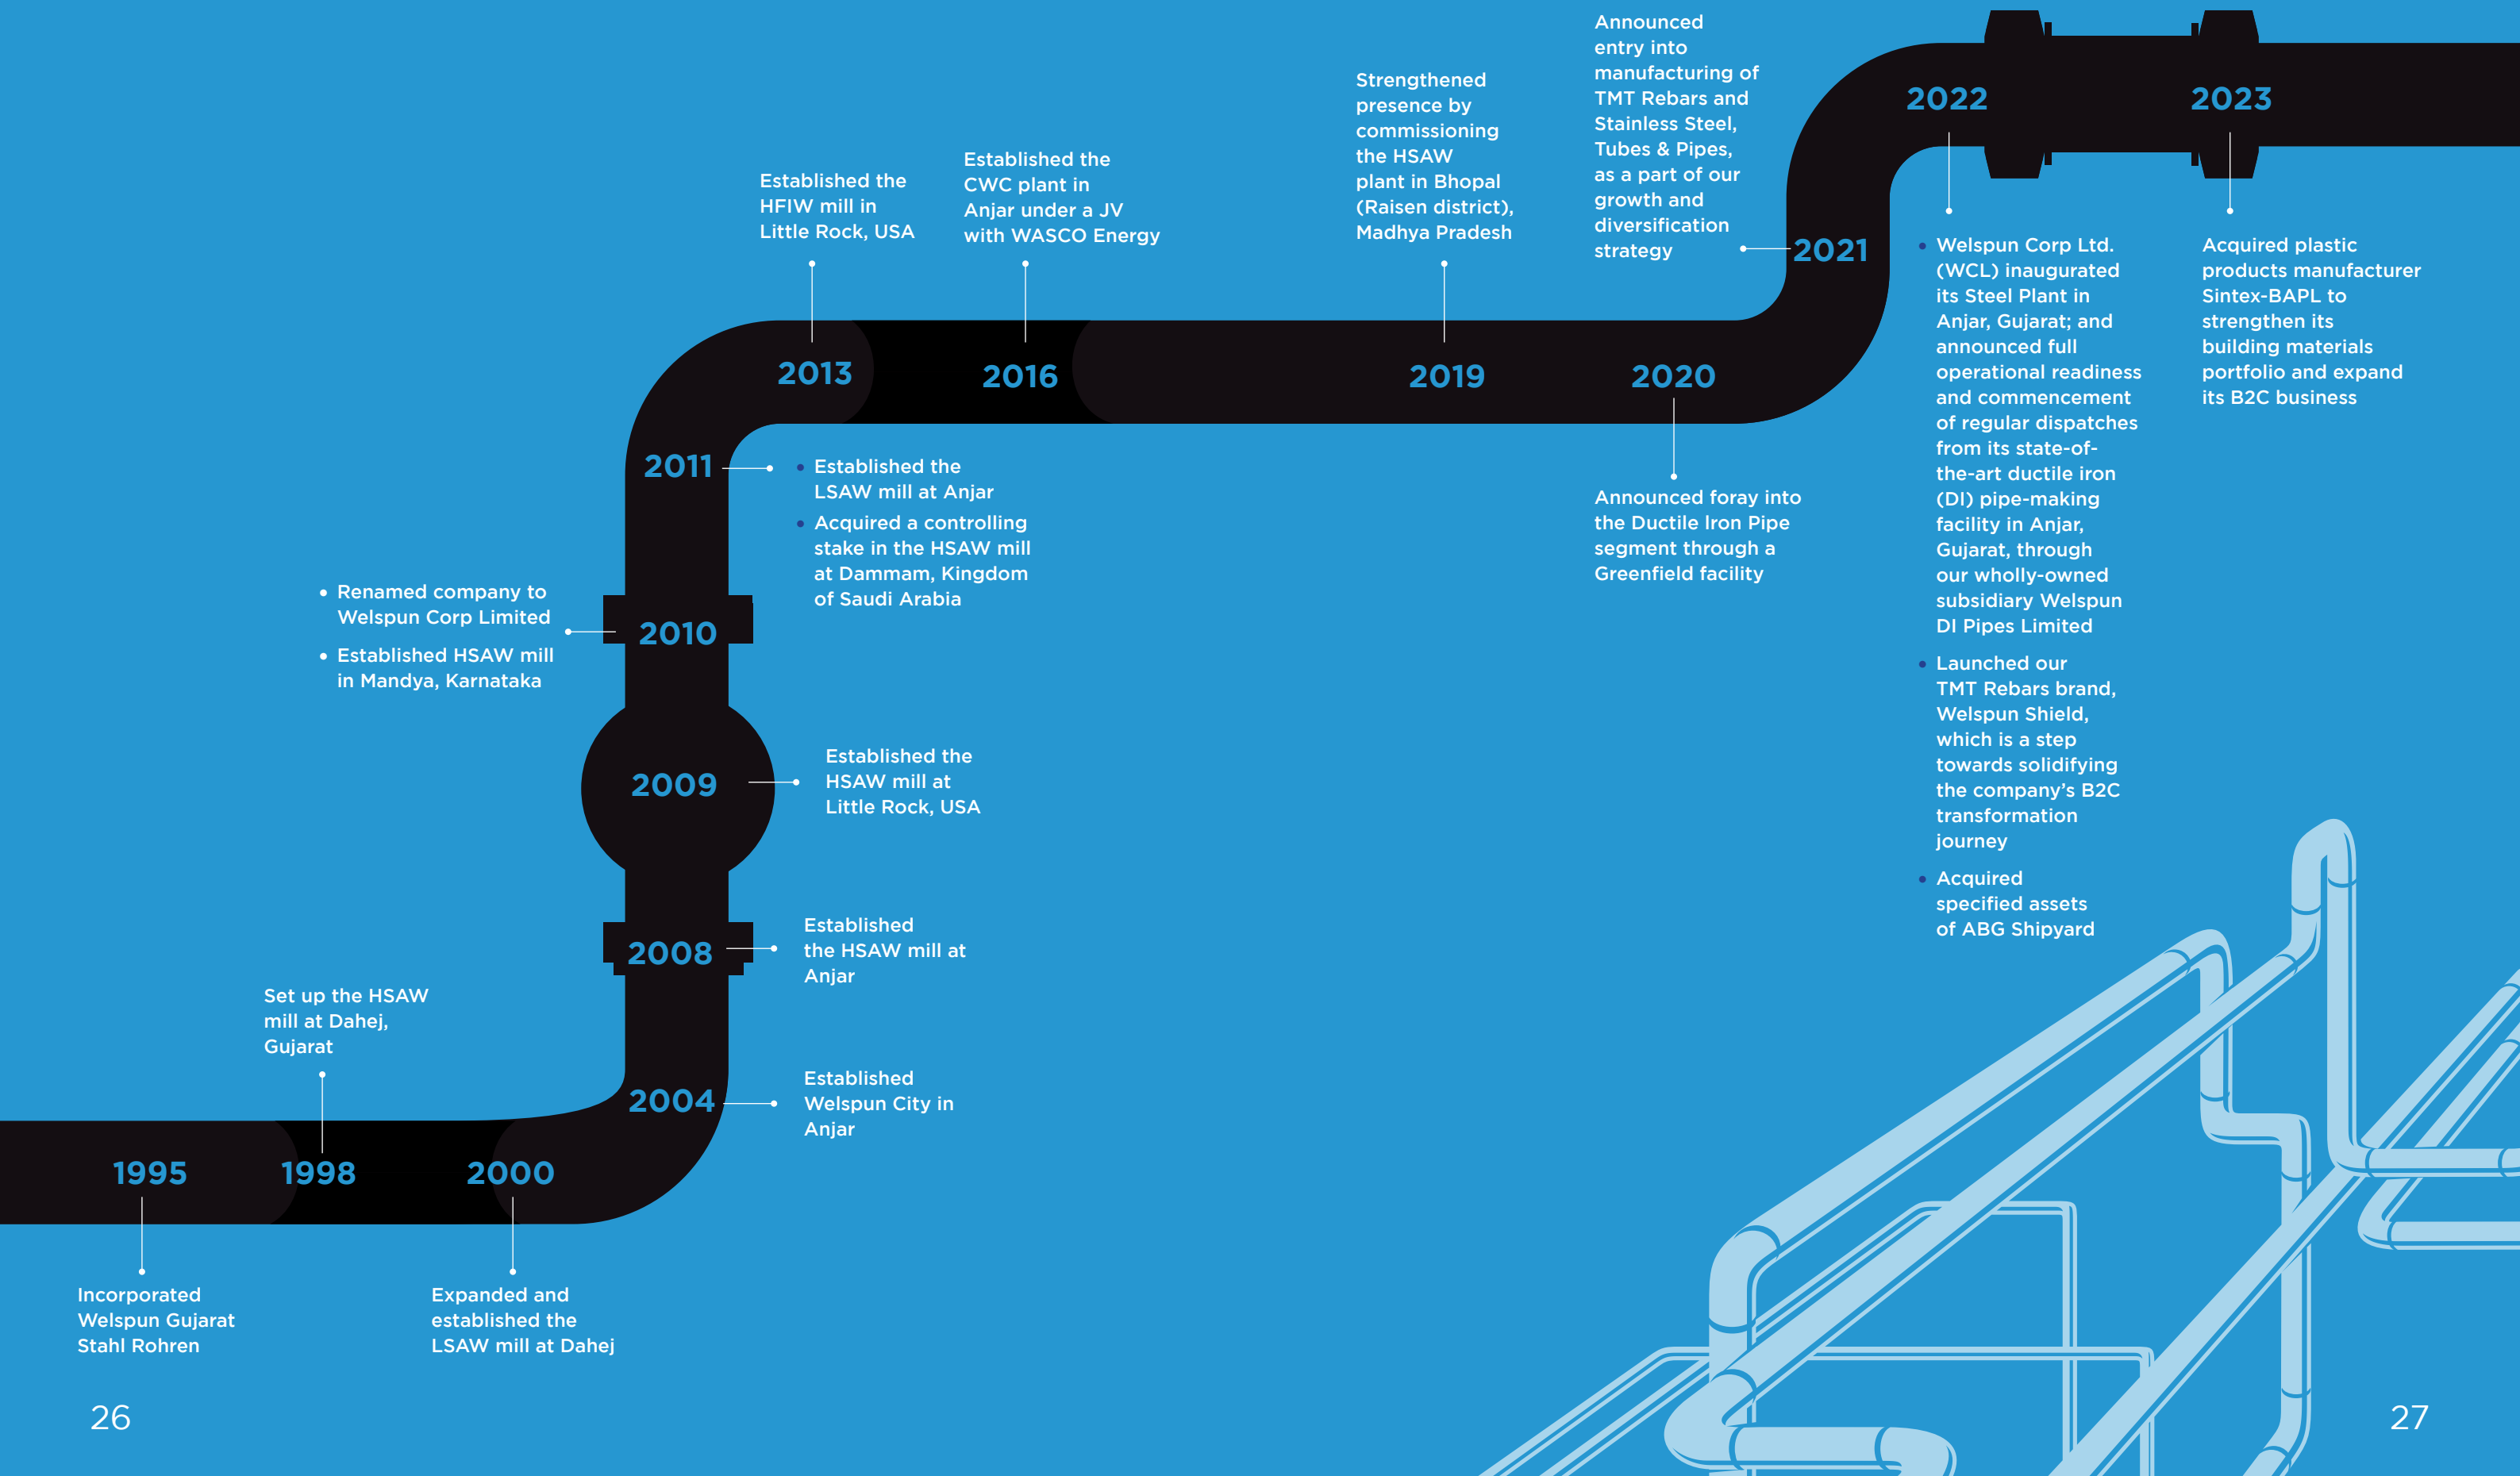 1995
Incorporated
Welspun Gujarat
Stahl Rohren
1998
Set up the HSAW
mill at Dahej,
Gujarat
2000
Expanded and
established the
LSAW mill at Dahej
2004
Established
Welspun City in
Anjar
2008
Established
the HSAW mill at
Anjar
2009
Established the
HSAW mill at
Little Rock, USA
2010
• Renamed company to
Welspun Corp Limited
• Established HSAW mill
in Mandya, Karnataka
2011
• Established the
LSAW mill at Anjar
• Acquired a controlling
stake in the HSAW mill
at Dammam, Kingdom
of Saudi Arabia
2013
Established the
HFIW mill in
Little Rock, USA
2016
Established the
CWC plant in
Anjar under a JV
with WASCO Energy
2019
Strengthened
presence by
commissioning
the HSAW
plant in Bhopal
(Raisen district),
Madhya Pradesh
2020
Announced foray into
the Ductile Iron Pipe
segment through a
Greenfield facility
2021
Announced
entry into
manufacturing of
TMT Rebars and
Stainless Steel,
Tubes & Pipes,
as a part of our
growth and
diversification
strategy
2022
• Welspun Corp Ltd.
(WCL) inaugurated
its Steel Plant in
Anjar, Gujarat; and
announced full
operational readiness
and commencement
of regular dispatches
from its state-of-
the-art ductile iron
(DI) pipe-making
facility in Anjar,
Gujarat, through
our wholly-owned
subsidiary Welspun
DI Pipes Limited
• Launched our
TMT Rebars brand,
Welspun Shield,
which is a step
towards solidifying
the company’s B2C
transformation
journey
• Acquired
specified assets
of ABG Shipyard
2023
Acquired plastic
products manufacturer
Sintex-BAPL to
strengthen its
building materials
portfolio and expand
its B2C business
26
27